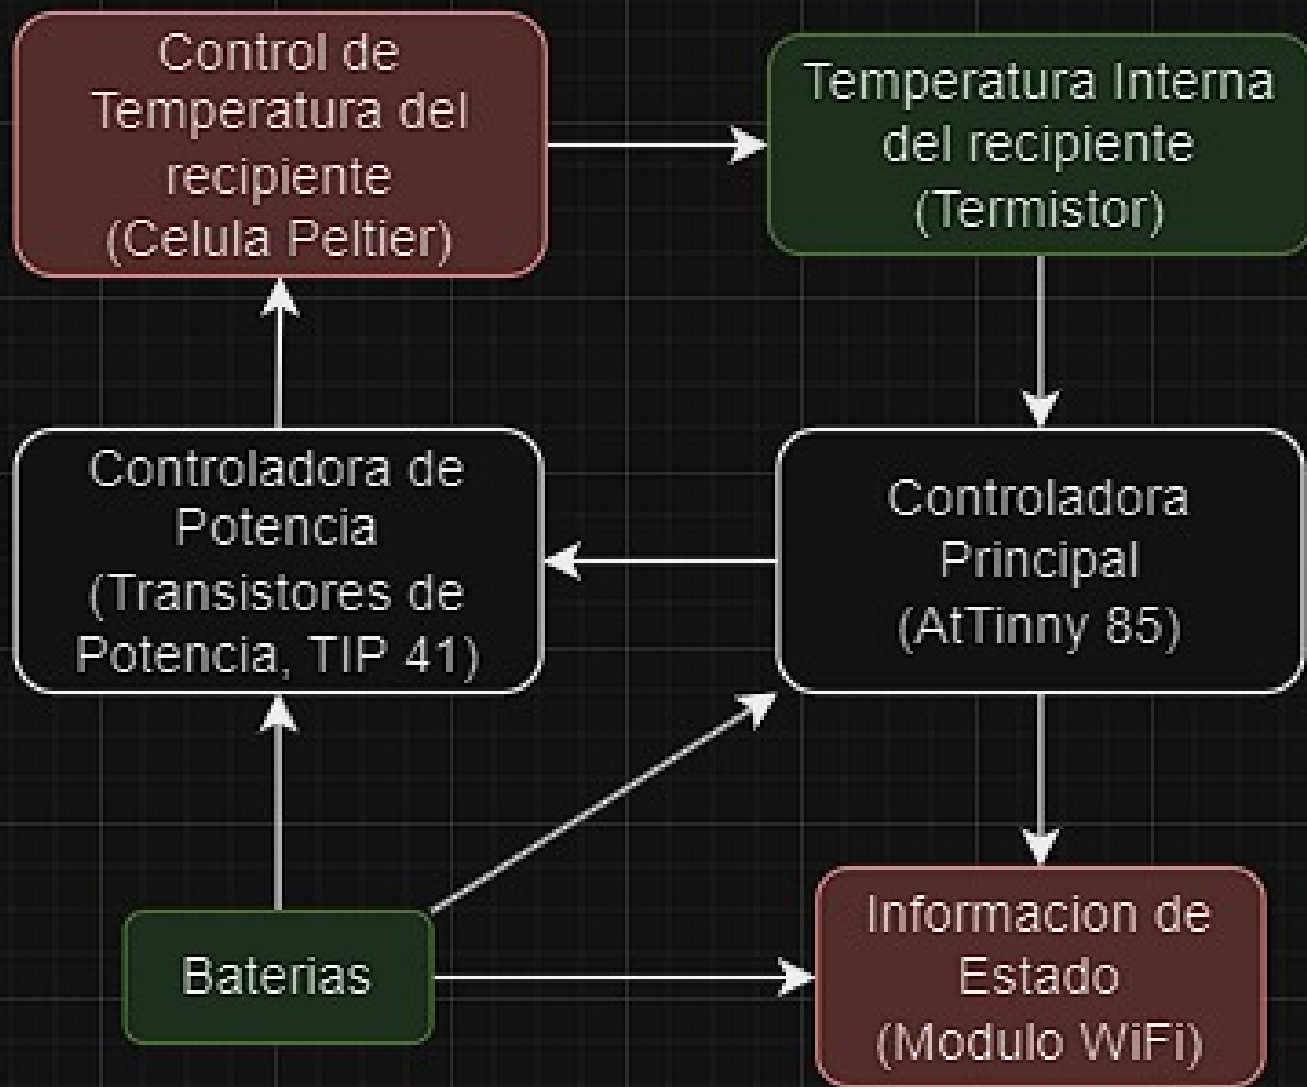 Control de
Temperatura del
recipiente
(Celula Peltier)
Temperatura Interna
del recipiente
(Termistor)
Controladora de
Potencia
(Transistores de
Potencia, TIP 41)
Controladora
Principal
(AtTinny 85)
Baterias
Informacion de
Estado
(Modulo WiFi)